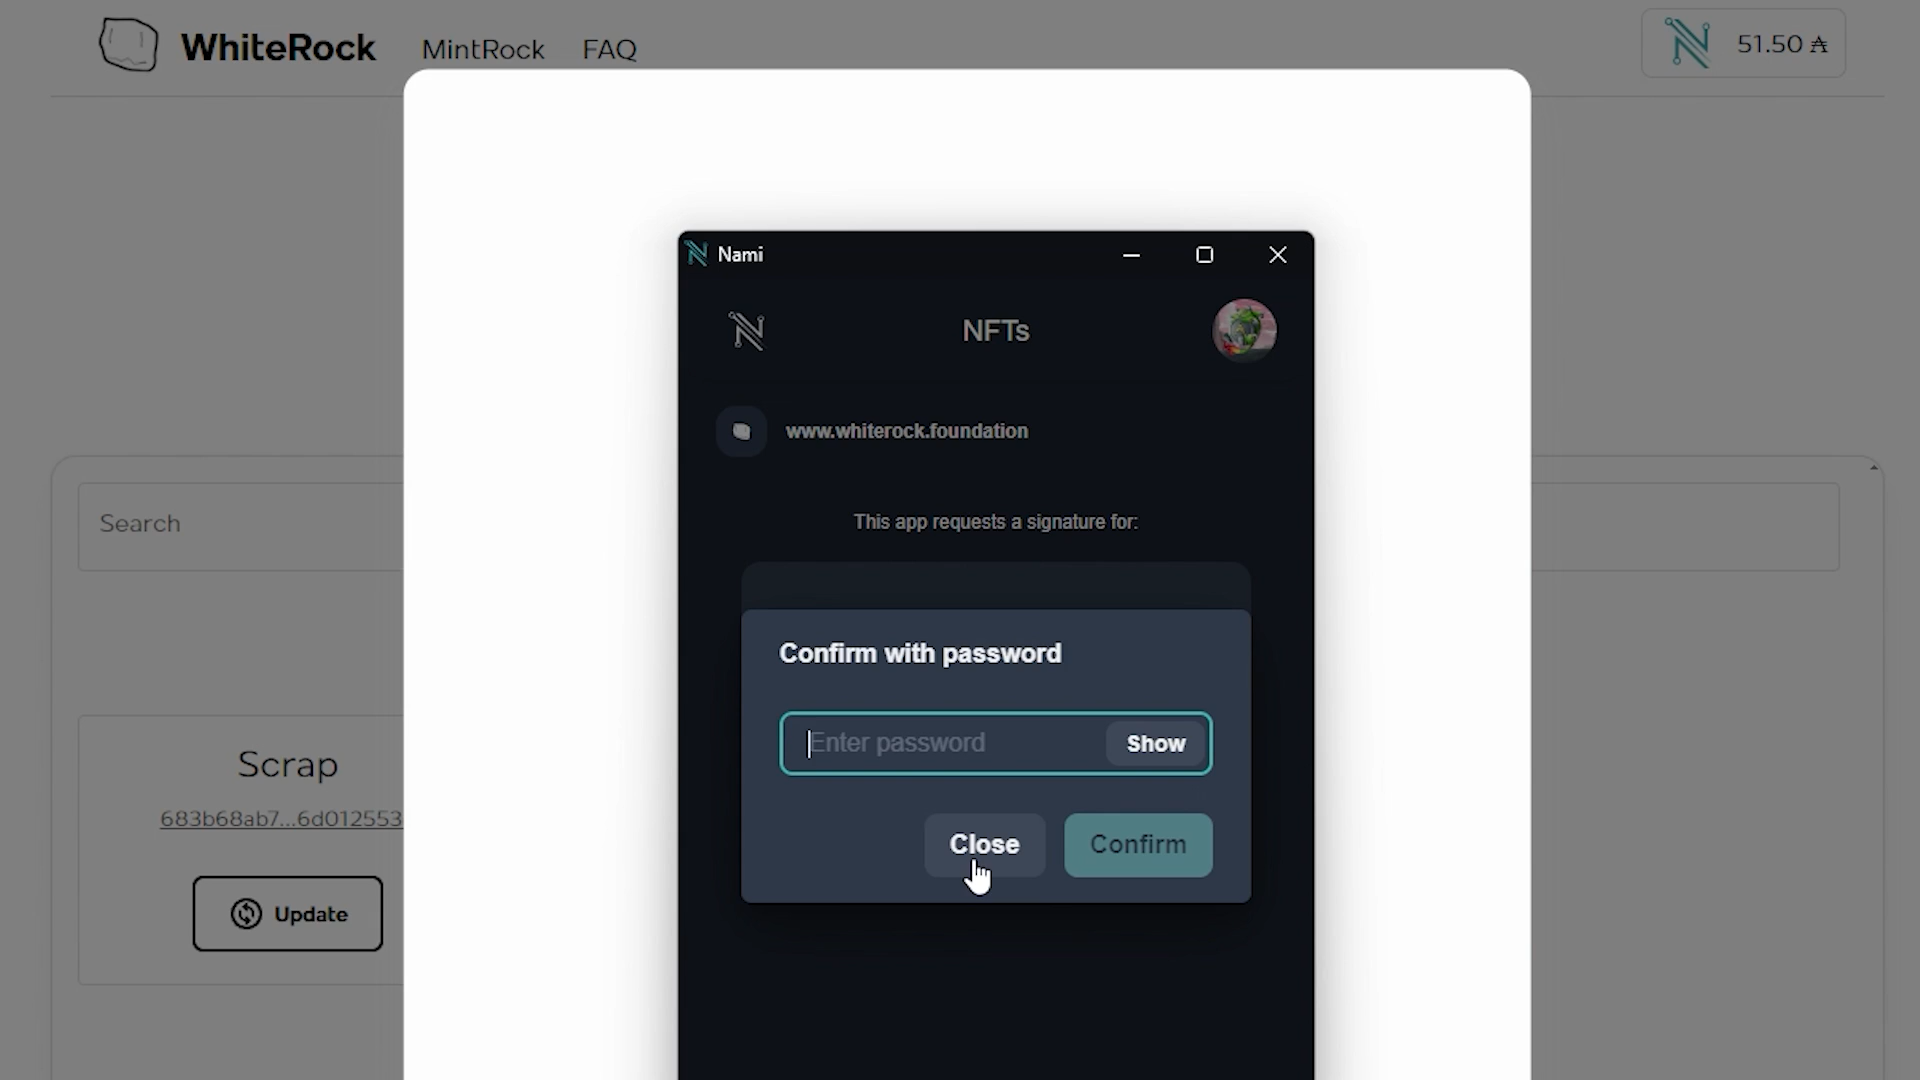 WhiteRock
MintRock
FAQ
51.50 ₳
Nami
NFTs
www.whiterock.foundation
This app requests a signature for:
Search
Confirm with password
Enter password
Show
Close
Confirm
Scrap
683b68ab7...6d012553
Update